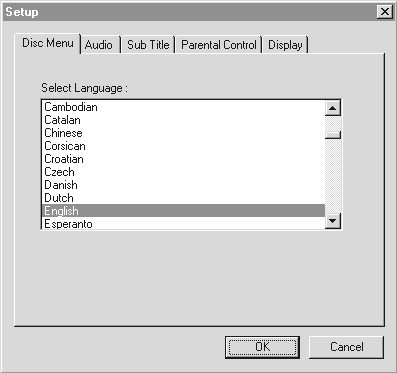 Setup
Disc Menu Audio Sub Title Parental Control Display
Select Language :
Cambodian
Catalan
Chinese
Corsican
Croatian
Czech
Danish
Dutch
English
Esperanto
OK Cancel